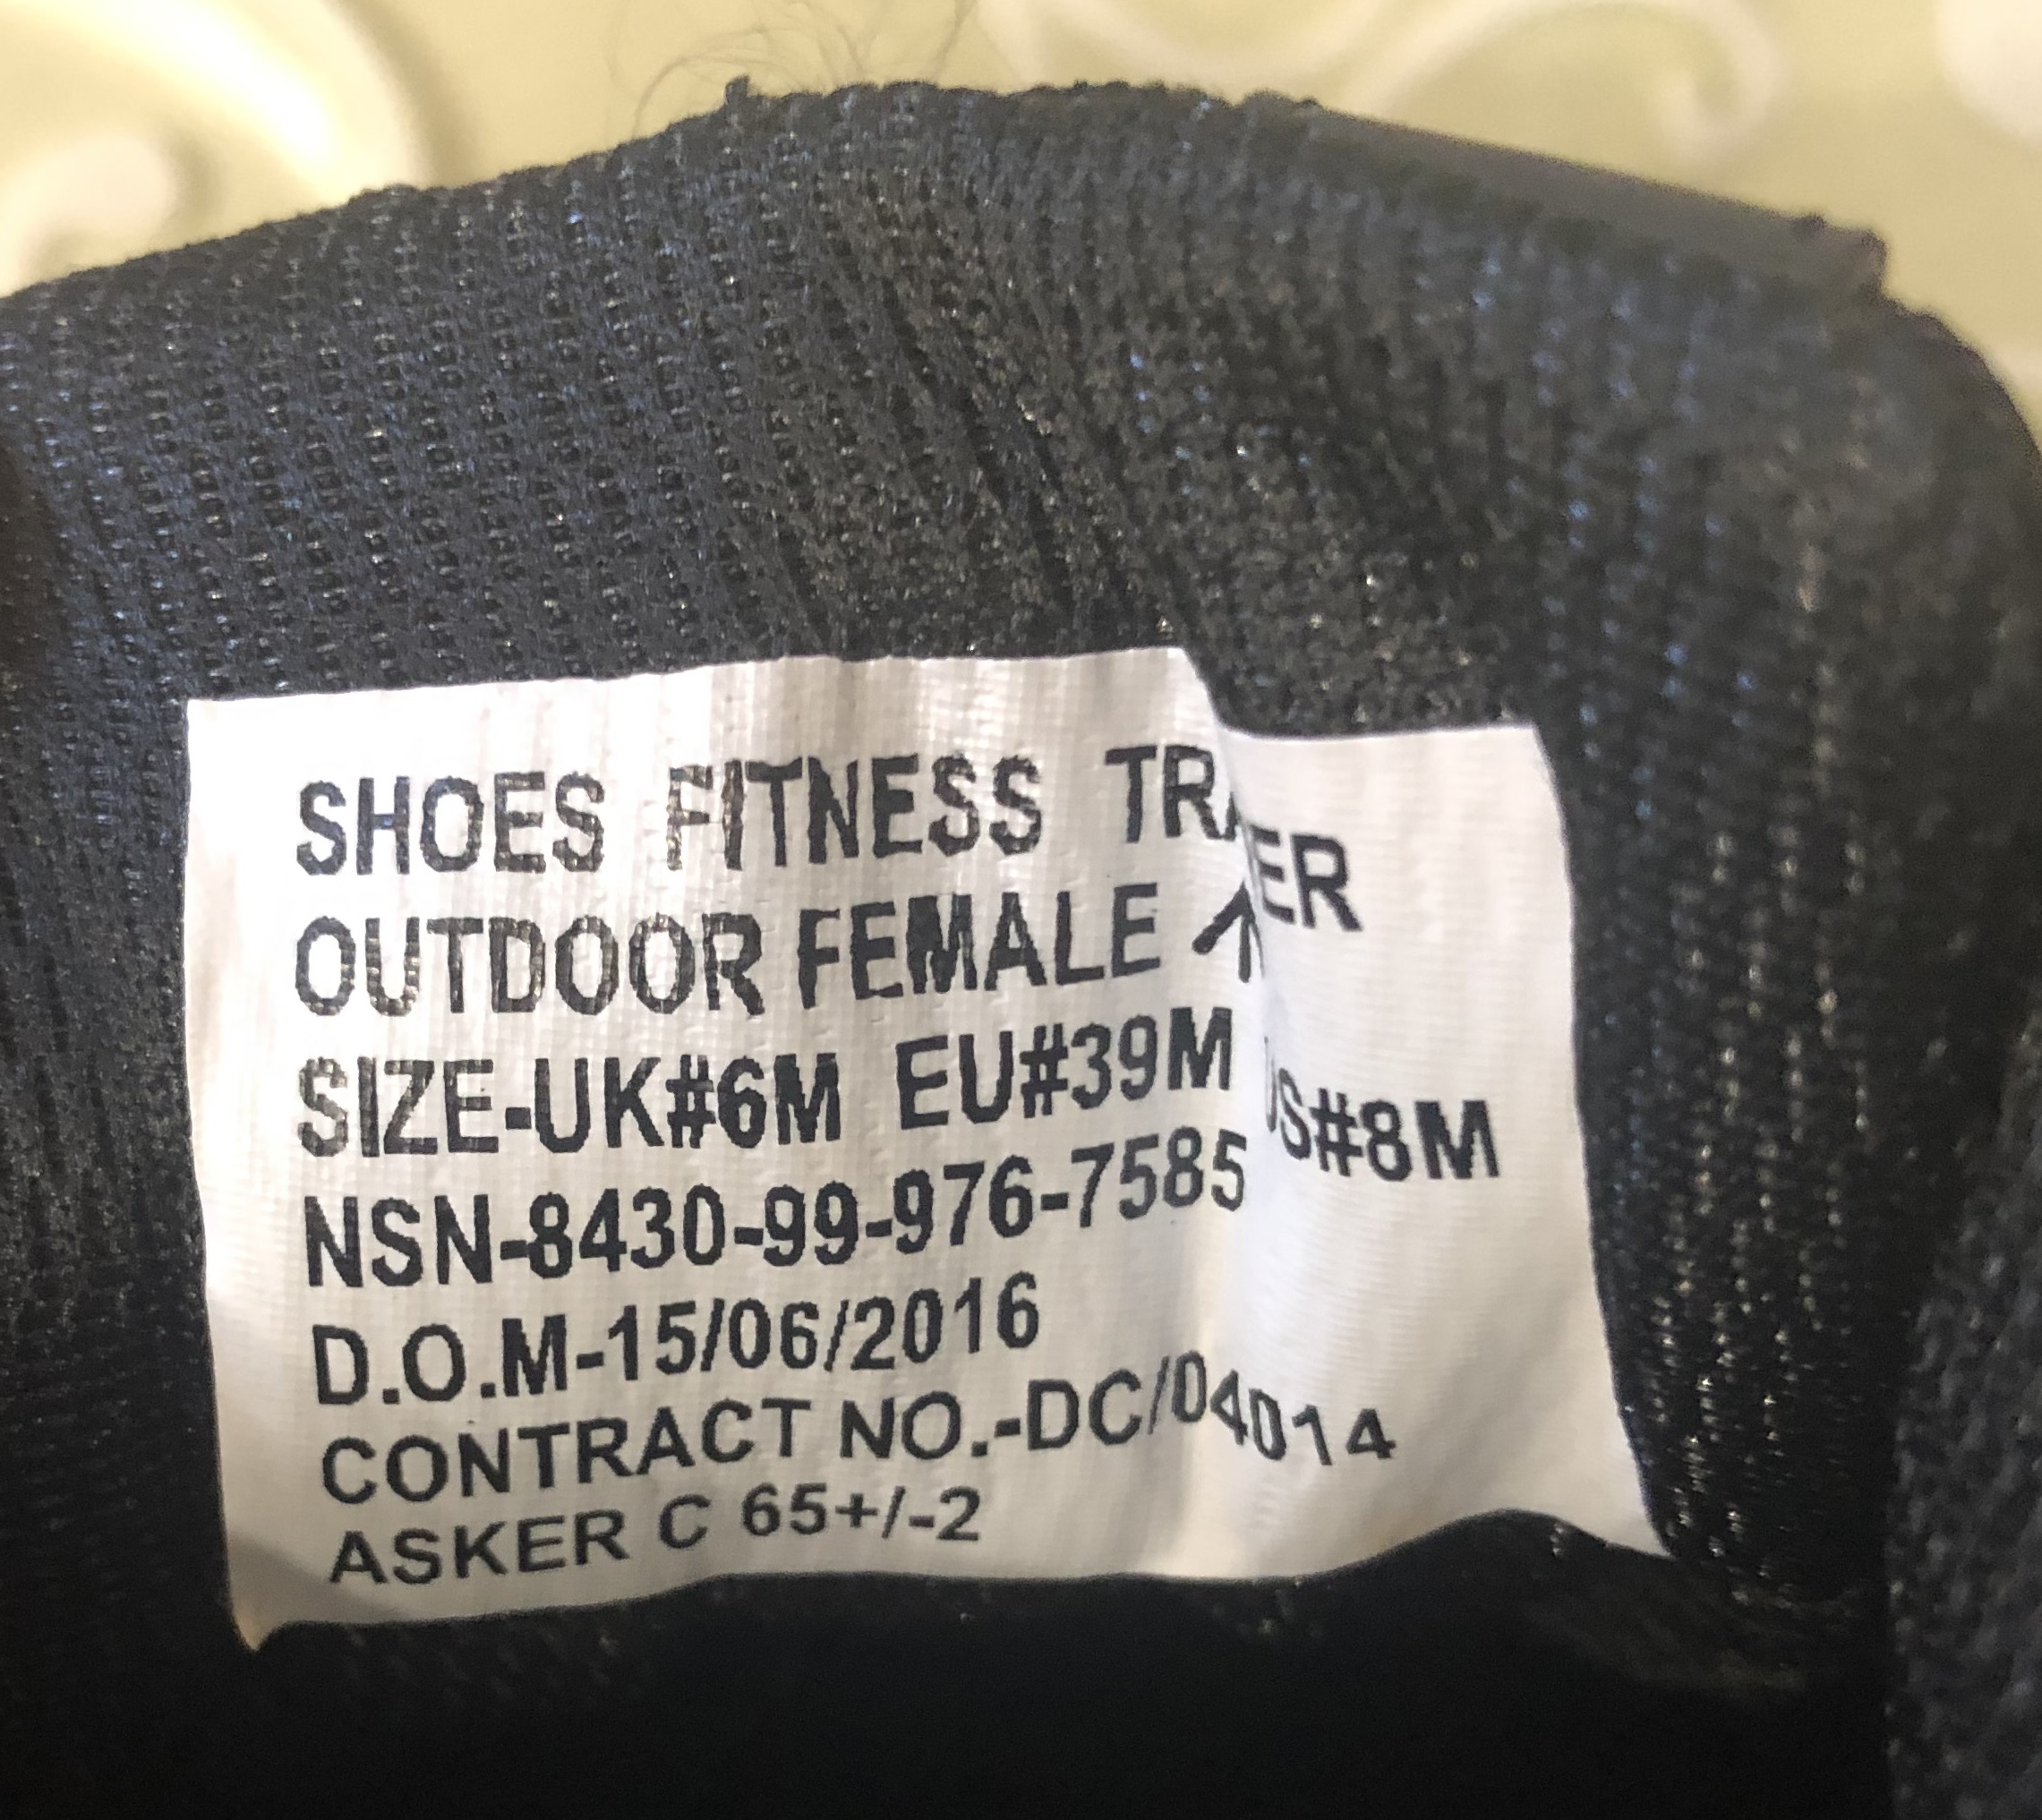 SHOES FITNESS TRA ER
OUTDOOR FEMALE ↑
SIZE-UK#6M EU#39M US#8M
NSN-8430-99-976-7585
D.O.M-15/06/2016
CONTRACT NO.-DC/04014
ASKER C 65+/-2